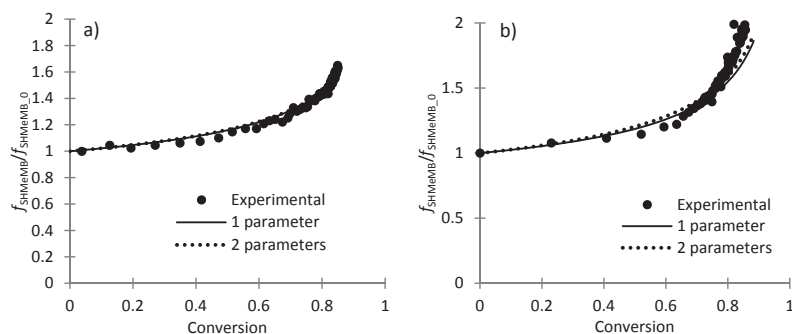 a)
2
1.8
1.6
1.4
1.2
1
0.8
0.6
0.4
0.2
0
fSHMeMB/fSHMeMB_0
Experimental
1 parameter
2 parameters
0 0.2 0.4 0.6 0.8 1
Conversion
b)
2
1.5
1
0.5
0
fSHMeMB/fSHMeMB_0
Experimental
1 parameter
2 parameters
0 0.2 0.4 0.6 0.8 1
Conversion